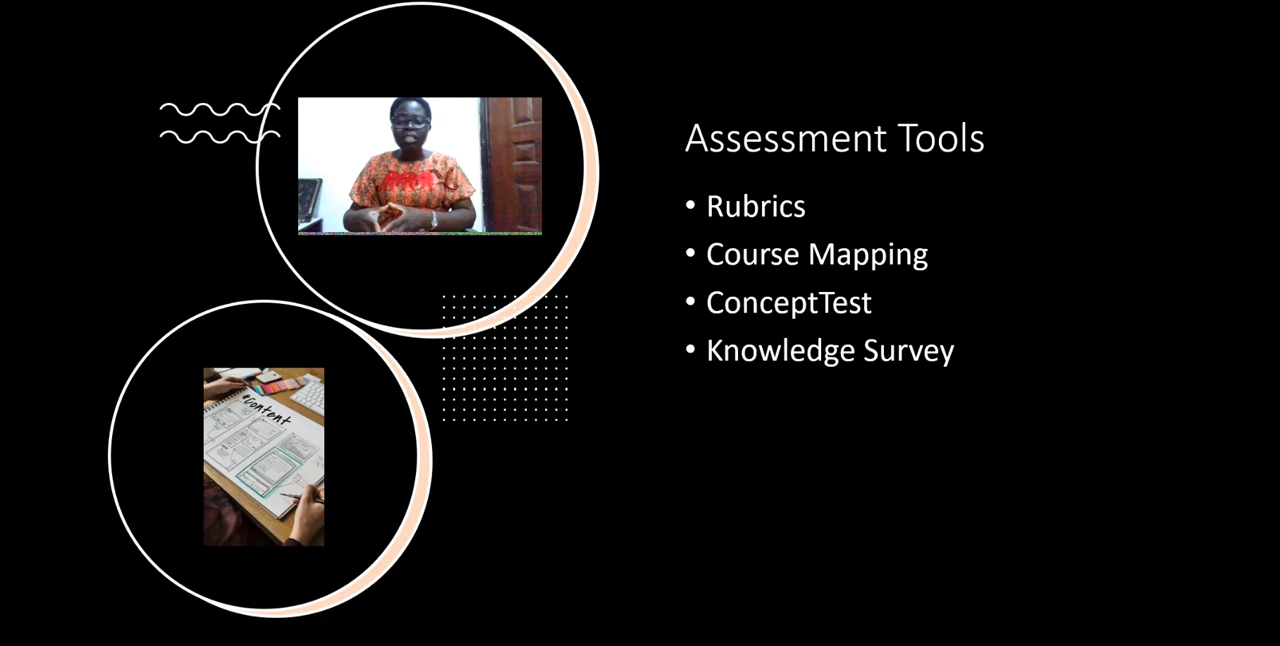 Assessment Tools
• Rubrics
• Course Mapping
• ConceptTest
• Knowledge Survey
#Content